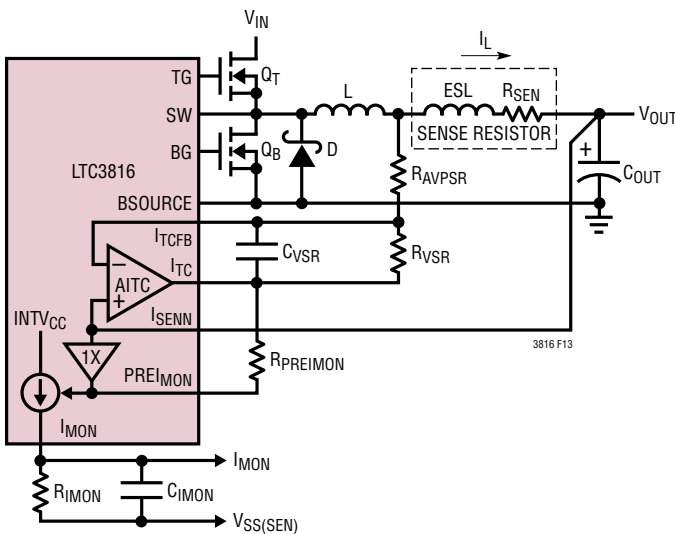 V_IN
I_L
TG
Q_T
L
ESL
R_SEN
SW
V_OUT
SENSE RESISTOR
BG
Q_B
D
+
C_OUT
LTC3816
R_AVPSR
BSOURCE
I_TCFB
C_VSR
R_VSR
I_TC
–
AITC
+
I_SENN
INTV_CC
3816 F13
1X
R_PREIMON
PREI_MON
I_MON
I_MON
R_IMON
C_IMON
V_SS(SEN)